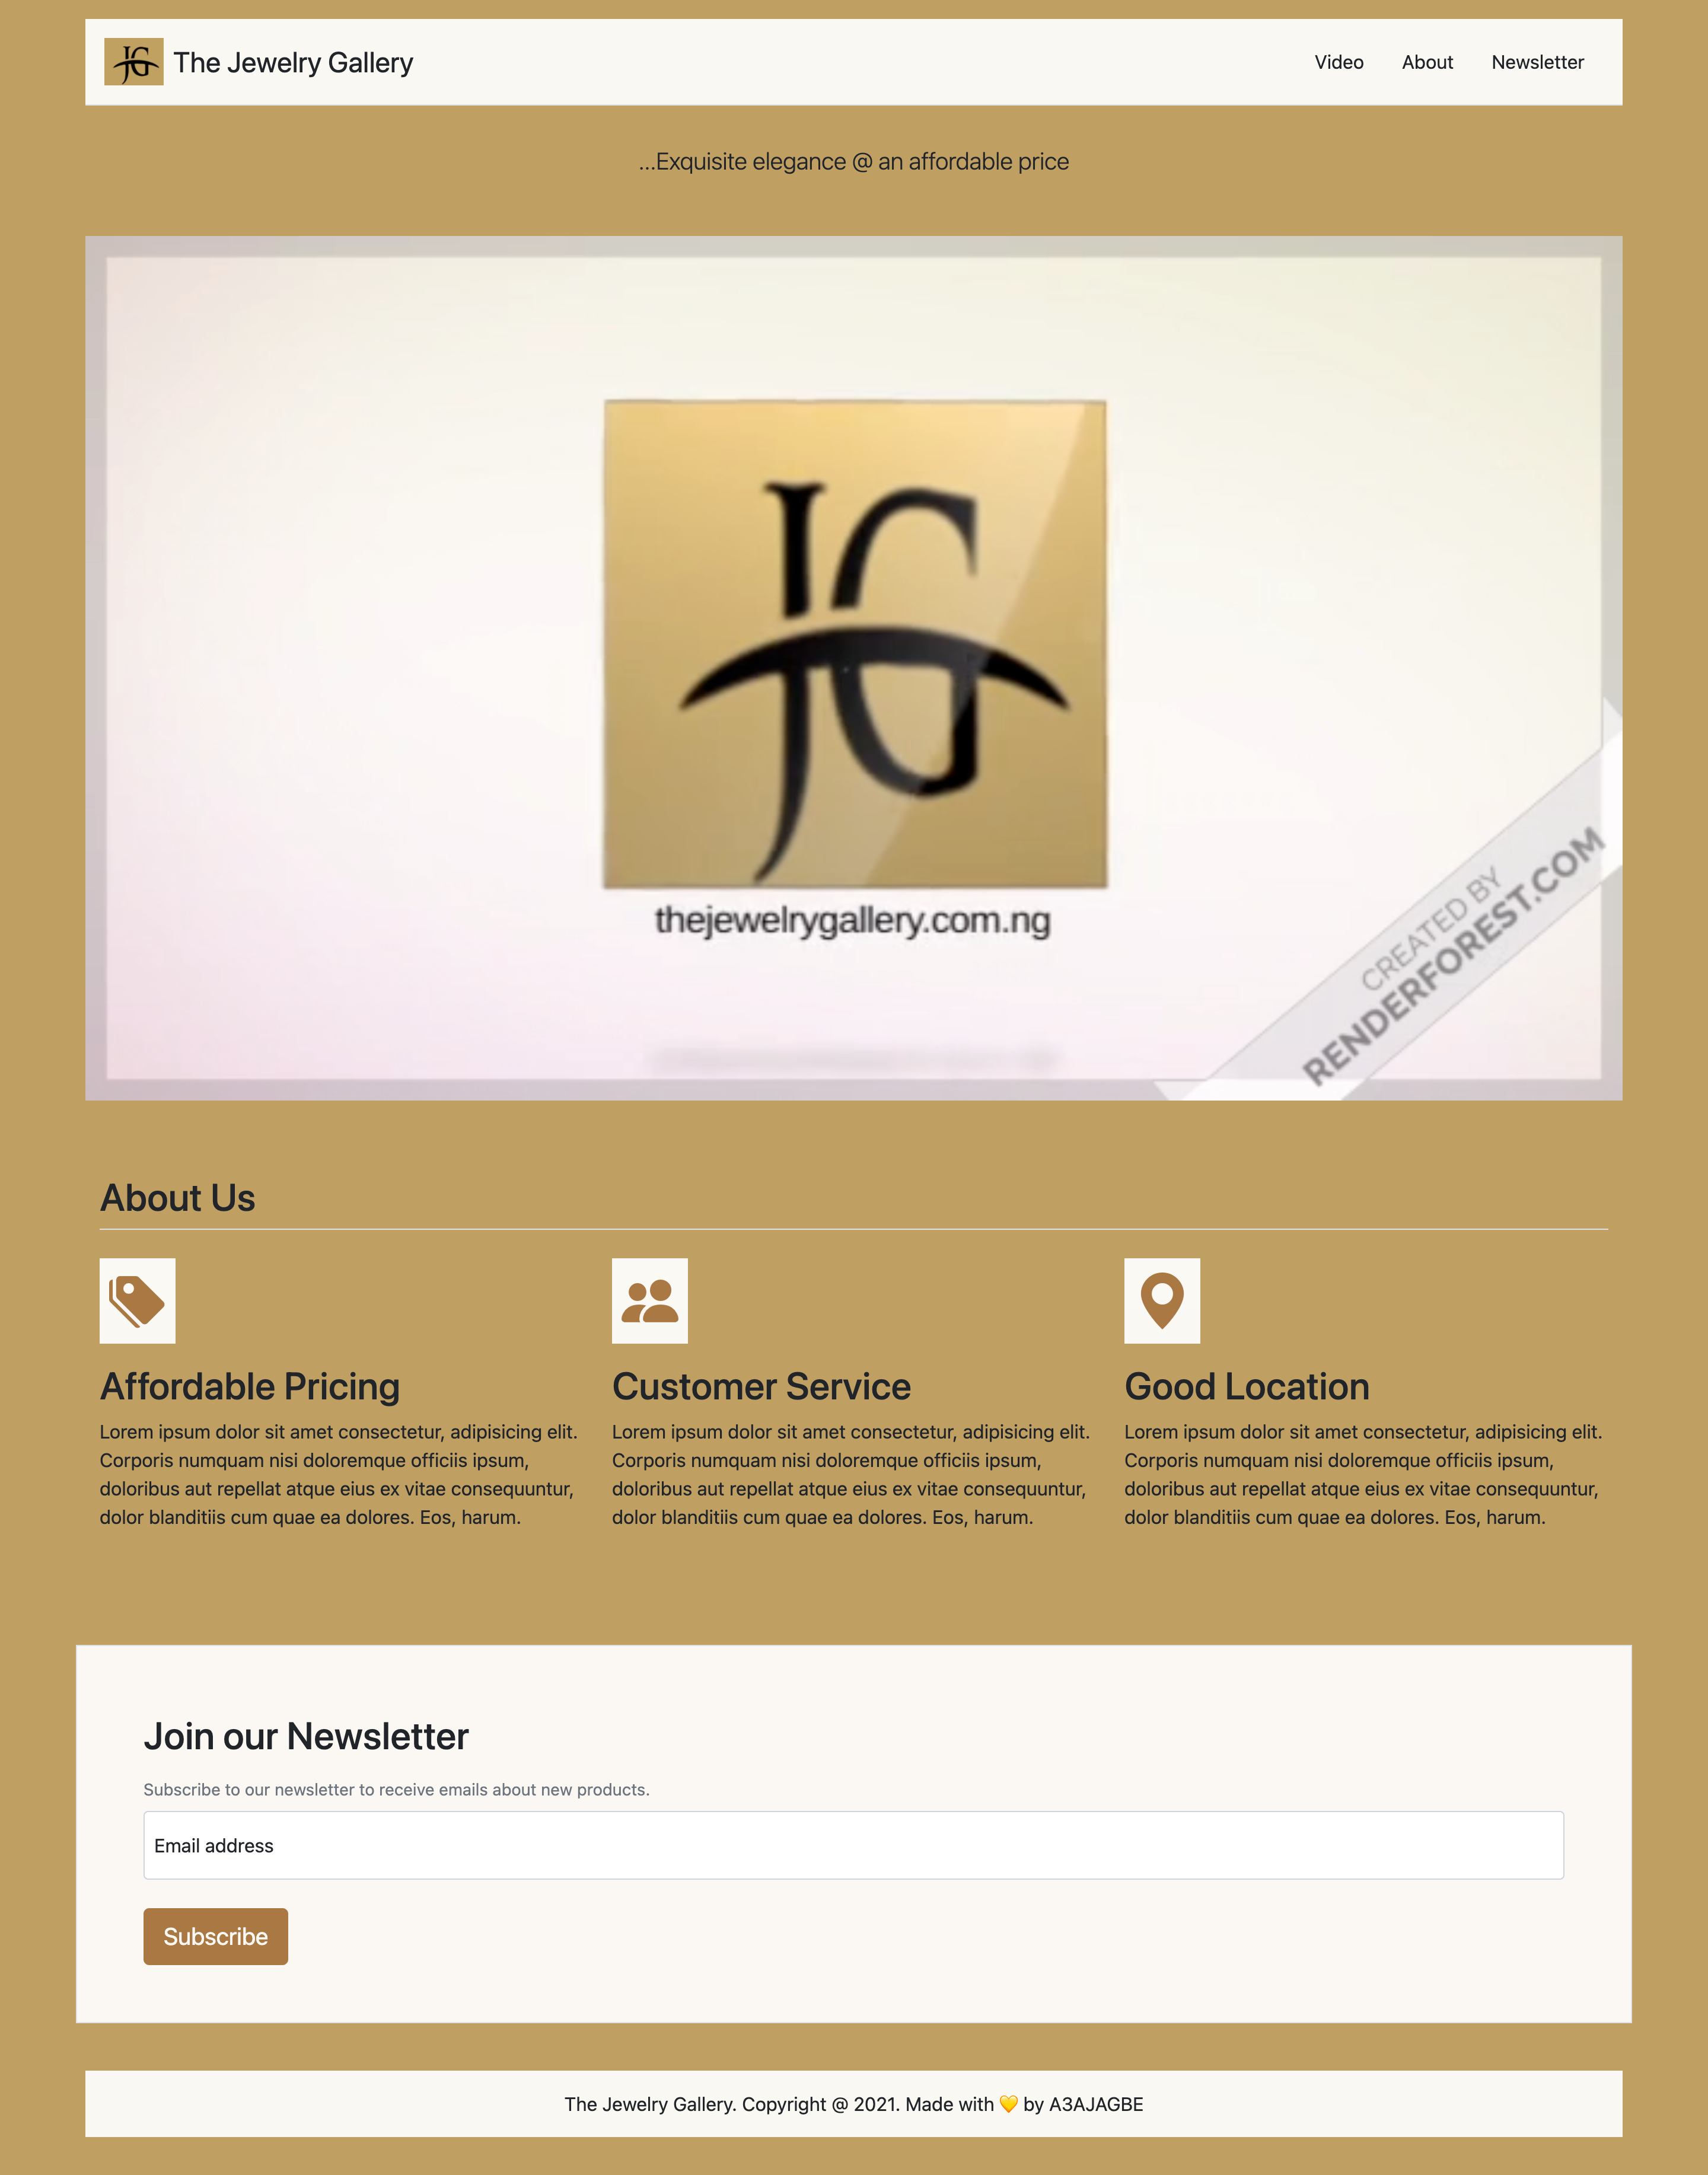 JG The Jewelry Gallery
Video About Newsletter
...Exquisite elegance @ an affordable price
JG
thejewelrygallery.com.ng
CREATED BY
RENDERFOREST.COM
About Us
Affordable Pricing
Lorem ipsum dolor sit amet consectetur, adipisicing elit.
Corporis numquam nisi doloremque officiis ipsum,
doloribus aut repellat atque eius ex vitae consequuntur,
dolor blanditiis cum quae ea dolores. Eos, harum.
Customer Service
Lorem ipsum dolor sit amet consectetur, adipisicing elit.
Corporis numquam nisi doloremque officiis ipsum,
doloribus aut repellat atque eius ex vitae consequuntur,
dolor blanditiis cum quae ea dolores. Eos, harum.
Good Location
Lorem ipsum dolor sit amet consectetur, adipisicing elit.
Corporis numquam nisi doloremque officiis ipsum,
doloribus aut repellat atque eius ex vitae consequuntur,
dolor blanditiis cum quae ea dolores. Eos, harum.
Join our Newsletter
Subscribe to our newsletter to receive emails about new products.
Email address
Subscribe
The Jewelry Gallery. Copyright @ 2021. Made with 💛 by A3AJAGBE